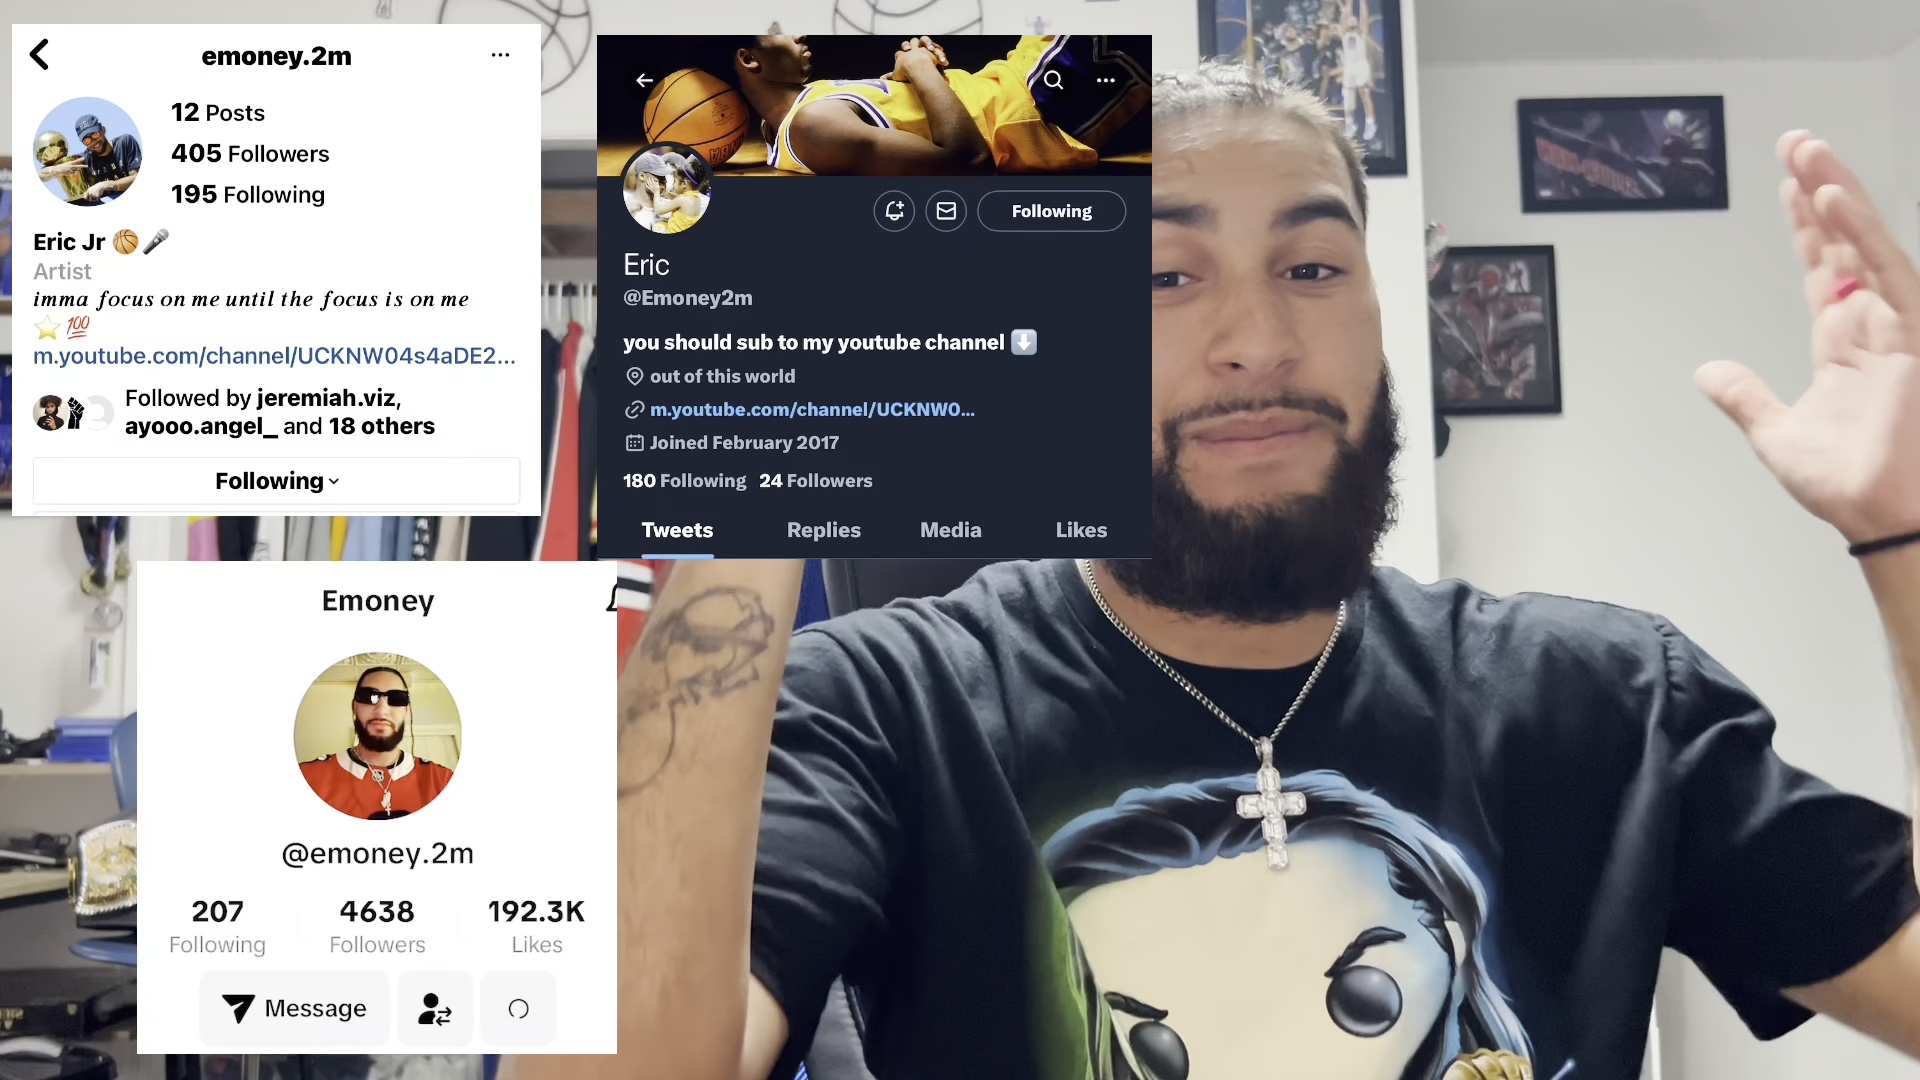 emoney.2m
12 Posts
405 Followers
195 Following
Eric Jr 🏀🎤
Artist
imma focus on me until the focus is on me
⭐💯
m.youtube.com/channel/UCKNW04s4aDE2...
Followed by jeremiah.viz,
ayooo.angel_ and 18 others
Following
Following
Eric
@Emoney2m
you should sub to my youtube channel ⬇️
out of this world
m.youtube.com/channel/UCKNW0...
Joined February 2017
180 Following 24 Followers
Tweets Replies Media Likes
Emoney
@emoney.2m
207 4638 192.3K
Following Followers Likes
Message